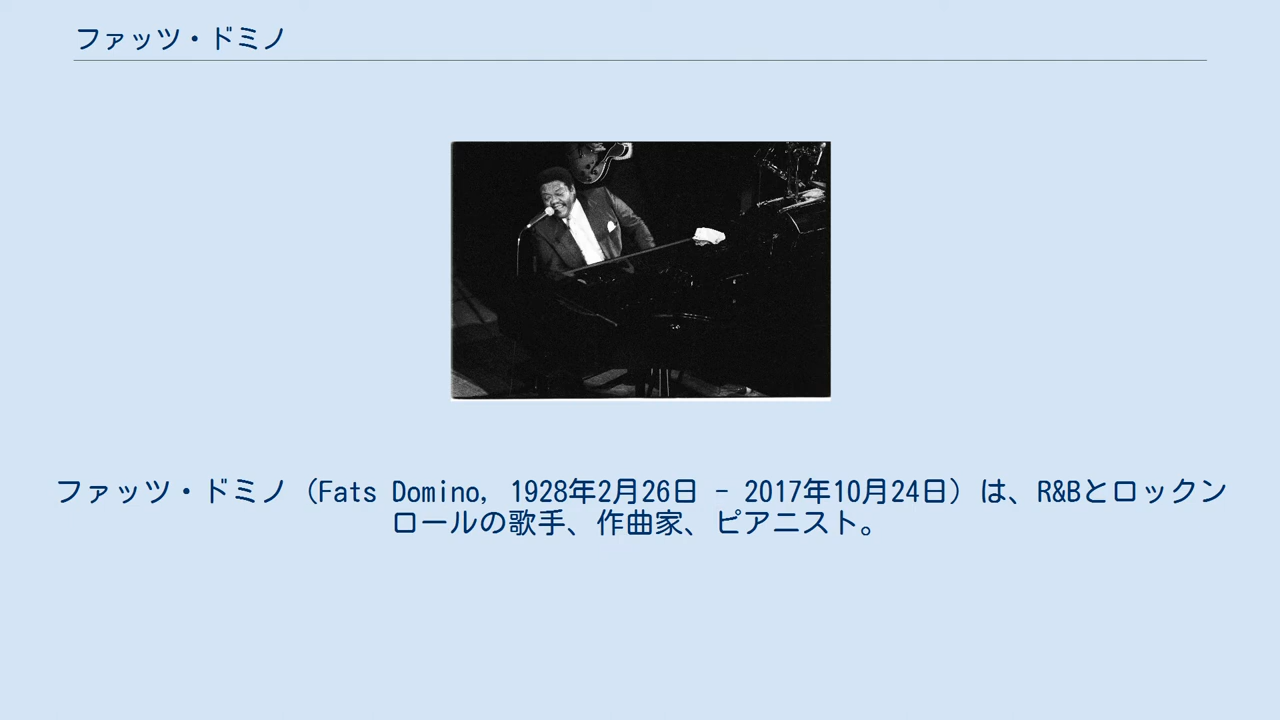 ファッツ・ドミノ
ファッツ・ドミノ（Fats Domino, 1928年2月26日 - 2017年10月24日）は、R&Bとロックン
ロールの歌手、作曲家、ピアニスト。